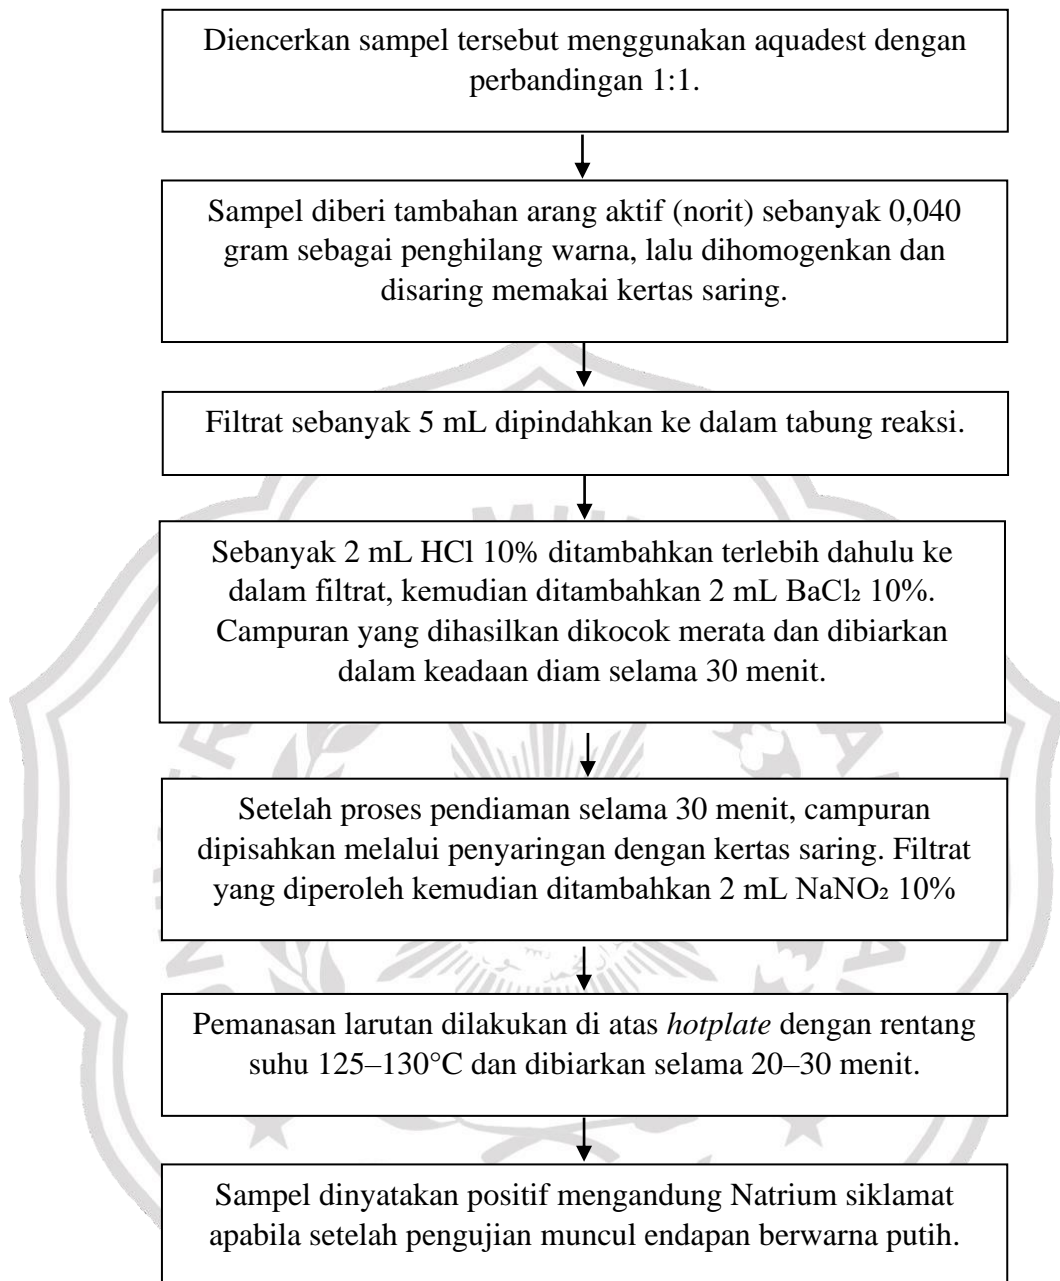 Diencerkan sampel tersebut menggunakan aquadest dengan
perbandingan 1:1.
Sampel diberi tambahan arang aktif (norit) sebanyak 0,040
gram sebagai penghilang warna, lalu dihomogenkan dan
disaring memakai kertas saring.
Filtrat sebanyak 5 mL dipindahkan ke dalam tabung reaksi.
Sebanyak 2 mL HCl 10% ditambahkan terlebih dahulu ke
dalam filtrat, kemudian ditambahkan 2 mL BaCl₂ 10%.
Campuran yang dihasilkan dikocok merata dan dibiarkan
dalam keadaan diam selama 30 menit.
Setelah proses pendiaman selama 30 menit, campuran
dipisahkan melalui penyaringan dengan kertas saring. Filtrat
yang diperoleh kemudian ditambahkan 2 mL NaNO₂ 10%
Pemanasan larutan dilakukan di atas hotplate dengan rentang
suhu 125–130°C dan dibiarkan selama 20–30 menit.
Sampel dinyatakan positif mengandung Natrium siklamat
apabila setelah pengujian muncul endapan berwarna putih.